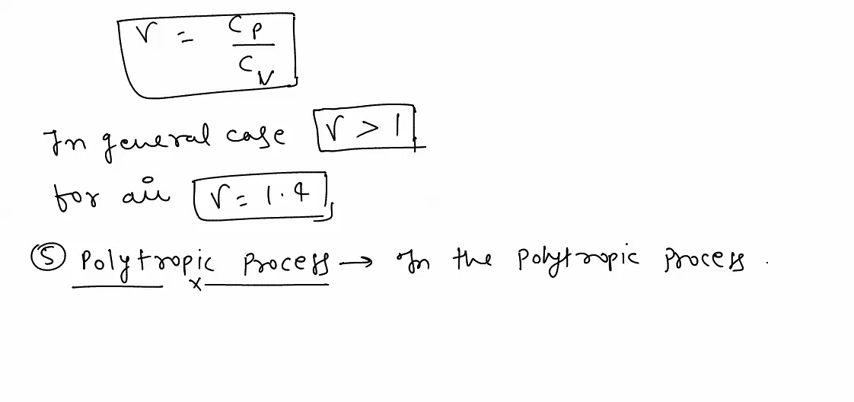 γ = Cp/Cv
In general case γ > 1
for air γ = 1.4
⑤ Polytropic Process → In the Polytropic process.